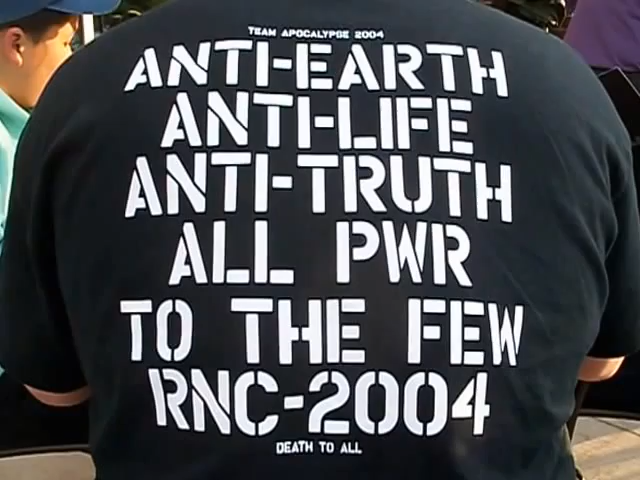 TEAM APOCALYPSE 2004
ANTI-EARTH
ANTI-LIFE
ANTI-TRUTH
ALL PWR
TO THE FEW
RNC-2004
DEATH TO ALL